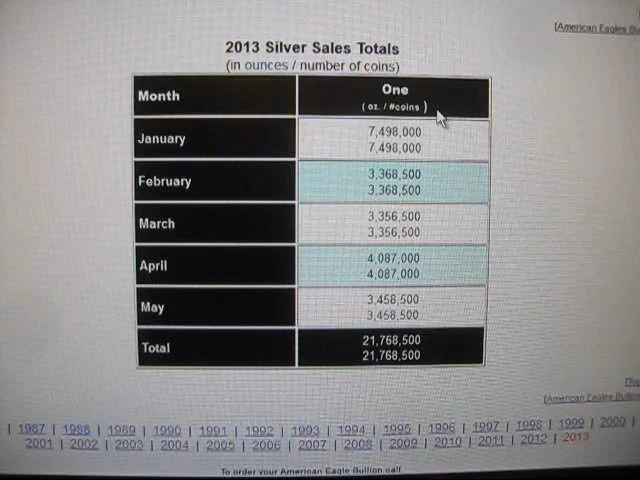 [American Eagles Bu
2013 Silver Sales Totals
(in ounces / number of coins)
Month
One
( oz. / #coins )
January
7,498,000
7,498,000
February
3,368,500
3,368,500
March
3,356,500
3,356,500
April
4,087,000
4,087,000
May
3,458,500
3,458,500
Total
21,768,500
21,768,500
[American Eagles Bullion
| 1987 | 1988 | 1989 | 1990 | 1991 | 1992 | 1993 | 1994 | 1995 | 1996 | 1997 | 1998 | 1999 | 2000 |
2001 | 2002 | 2003 | 2004 | 2005 | 2006 | 2007 | 2008 | 2009 | 2010 | 2011 | 2012 | 2013
To order your American Eagle Bullion call